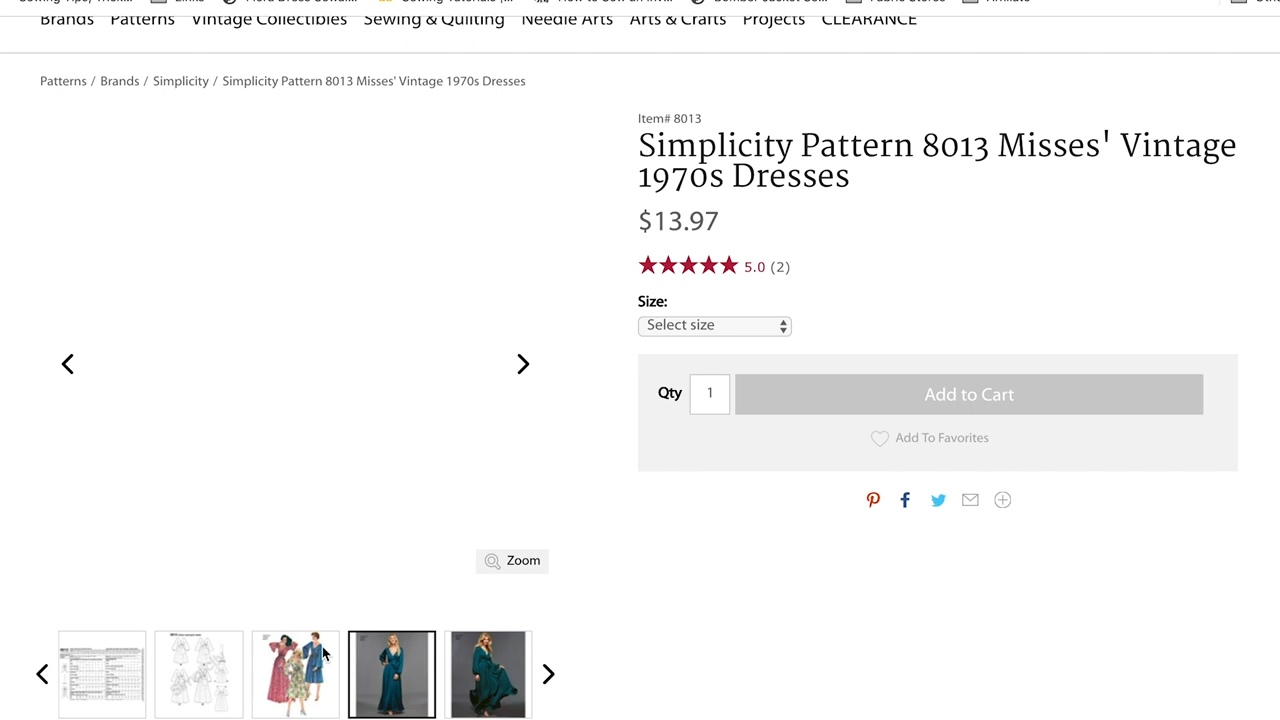 Brands Patterns Vintage Collectibles Sewing & Quilting Needle Arts Arts & Crafts Projects CLEARANCE
Patterns / Brands / Simplicity / Simplicity Pattern 8013 Misses' Vintage 1970s Dresses
Item# 8013
Simplicity Pattern 8013 Misses' Vintage
1970s Dresses
$13.97
5.0 (2)
Size:
Select size
Qty 1 Add to Cart
Add To Favorites
Zoom